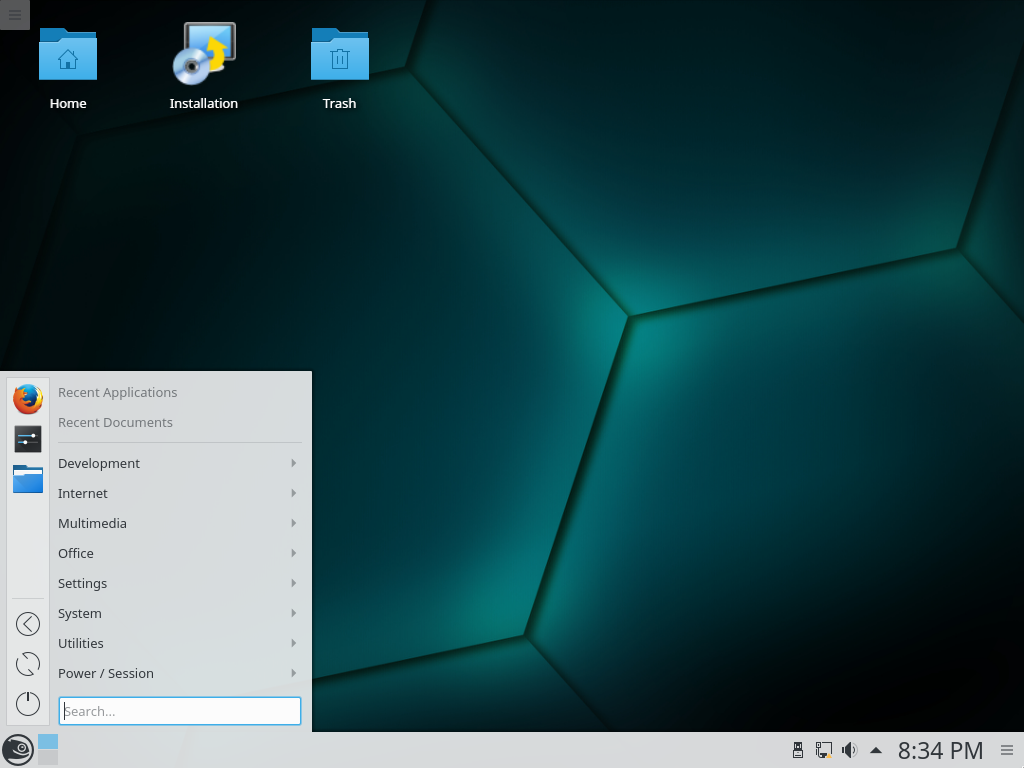 Home
Installation
Trash
Recent Applications
Recent Documents
Development
Internet
Multimedia
Office
Settings
System
Utilities
Power / Session
Search...
8:34 PM